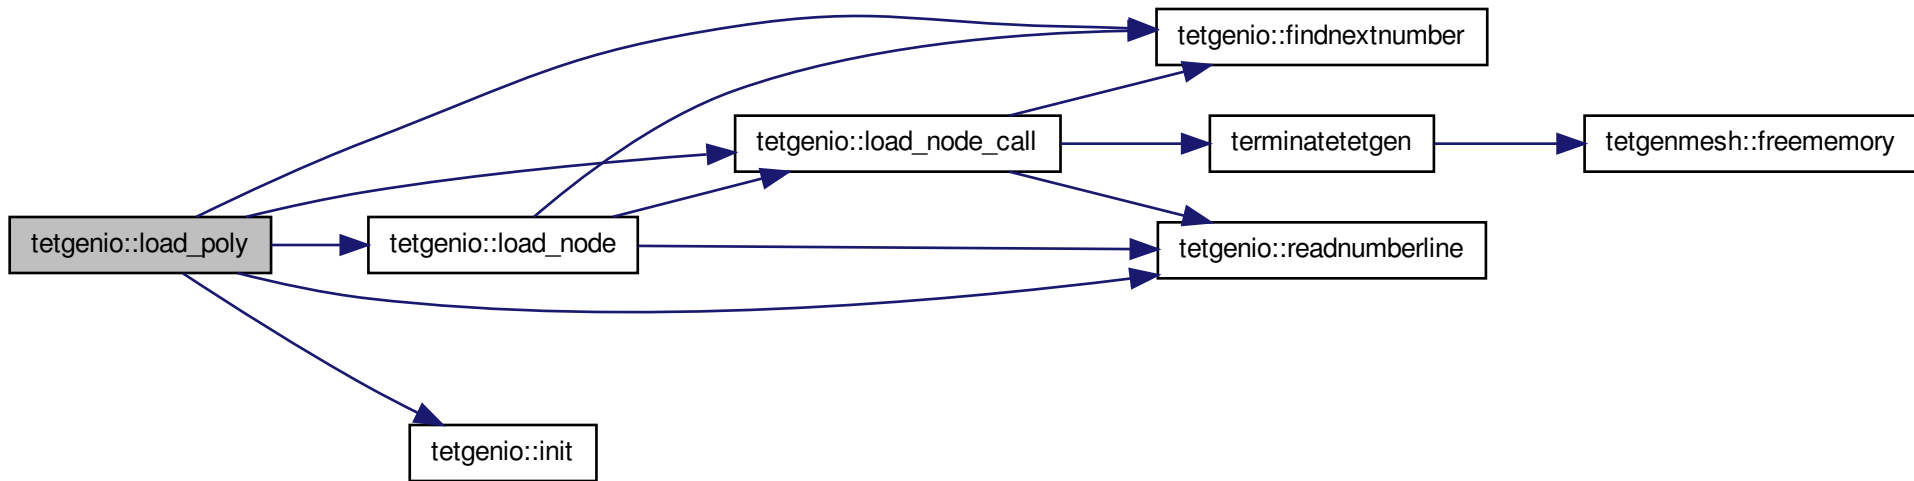 tetgenio::findnextnumber
tetgenio::load_node_call
terminatetetgen
tetgenmesh::freememory
tetgenio::load_poly
tetgenio::load_node
tetgenio::readnumberline
tetgenio::init